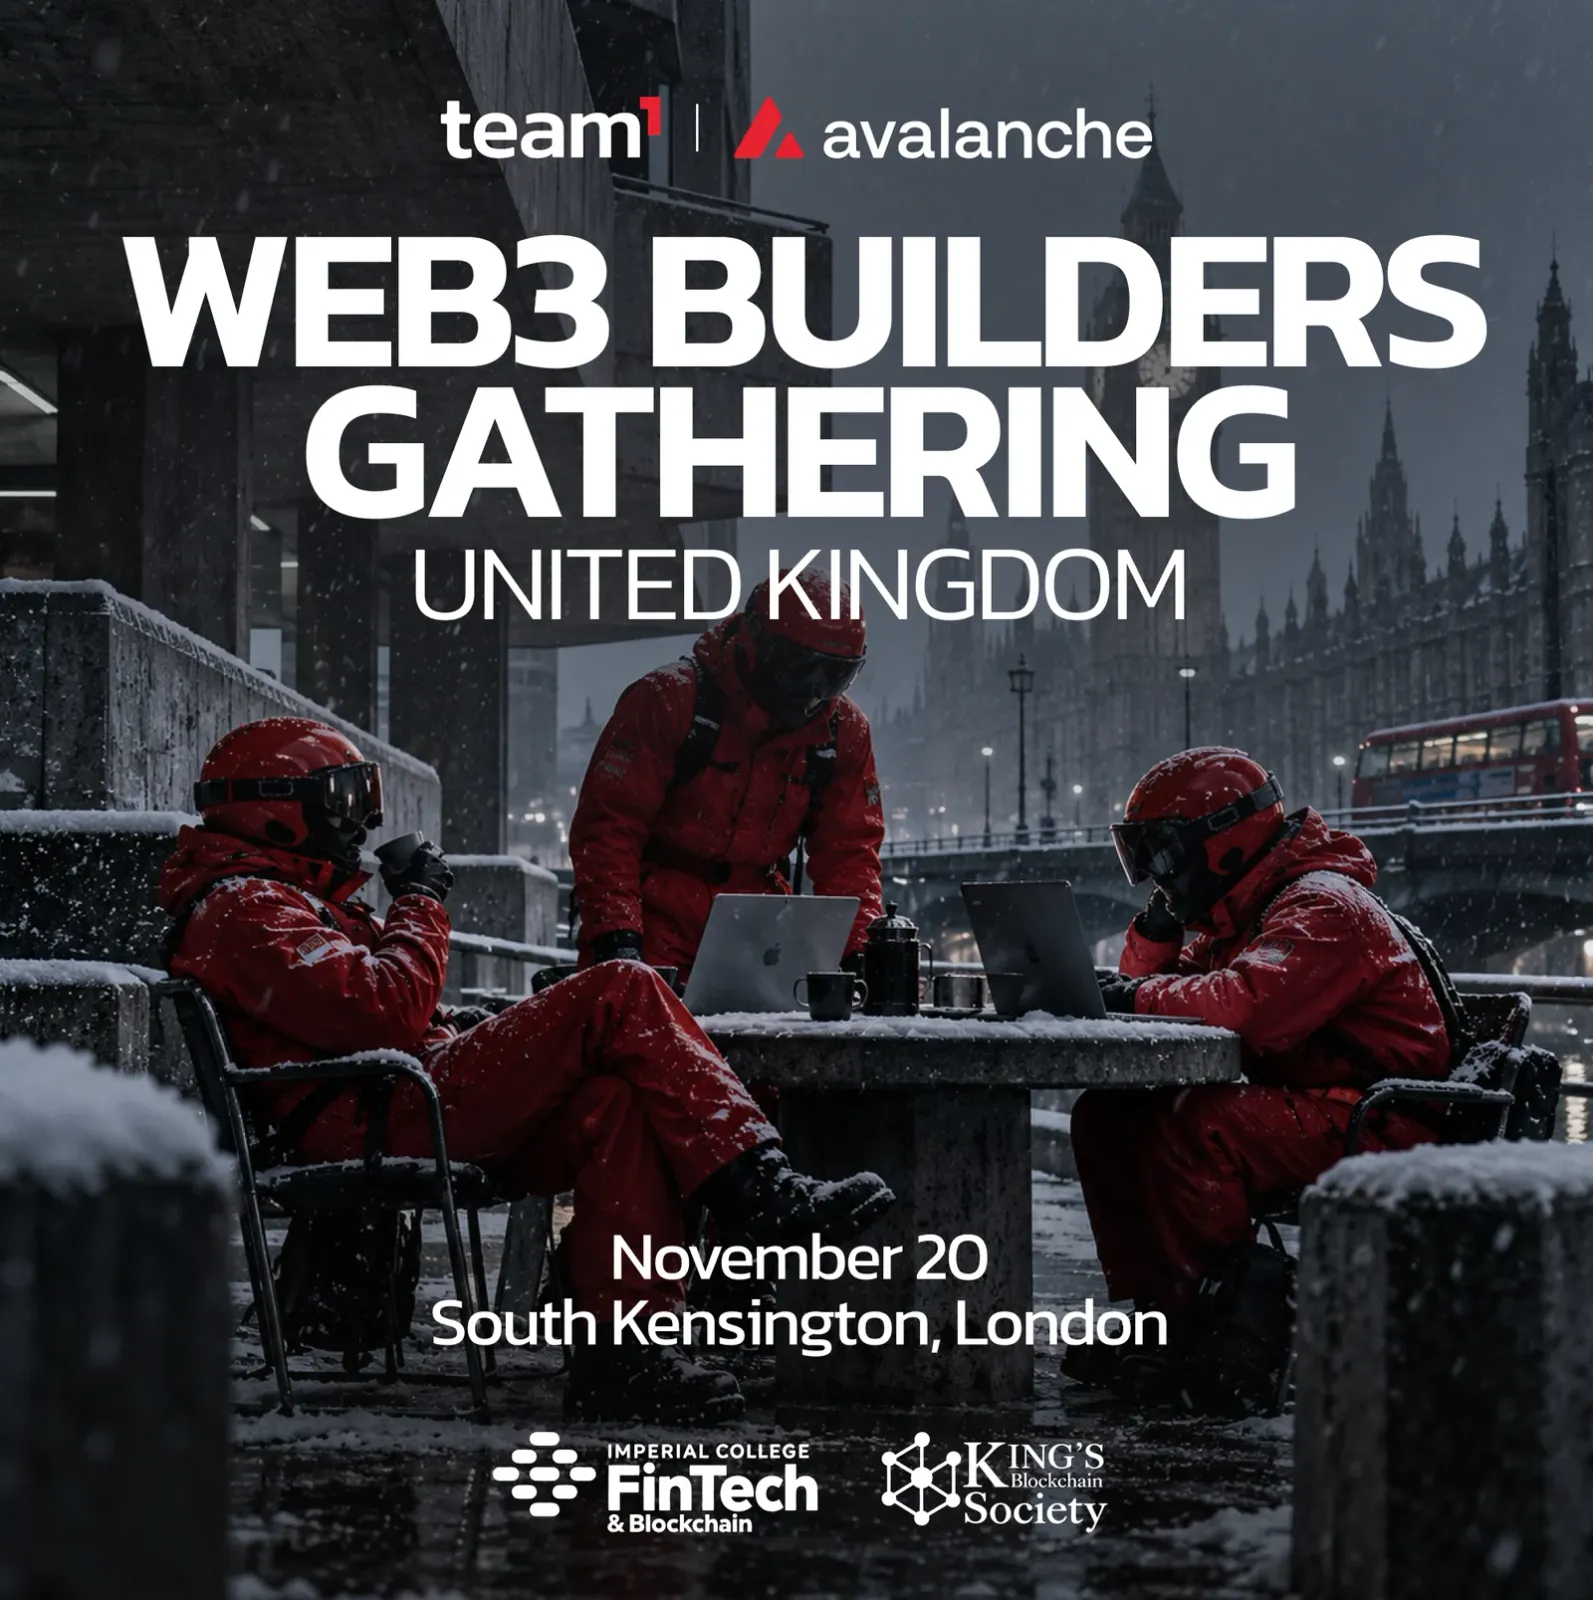 team1 | avalanche
WEB3 BUILDERS
GATHERING
UNITED KINGDOM
November 20
South Kensington, London
IMPERIAL COLLEGE
FinTech
& Blockchain
KING'S
Blockchain
Society